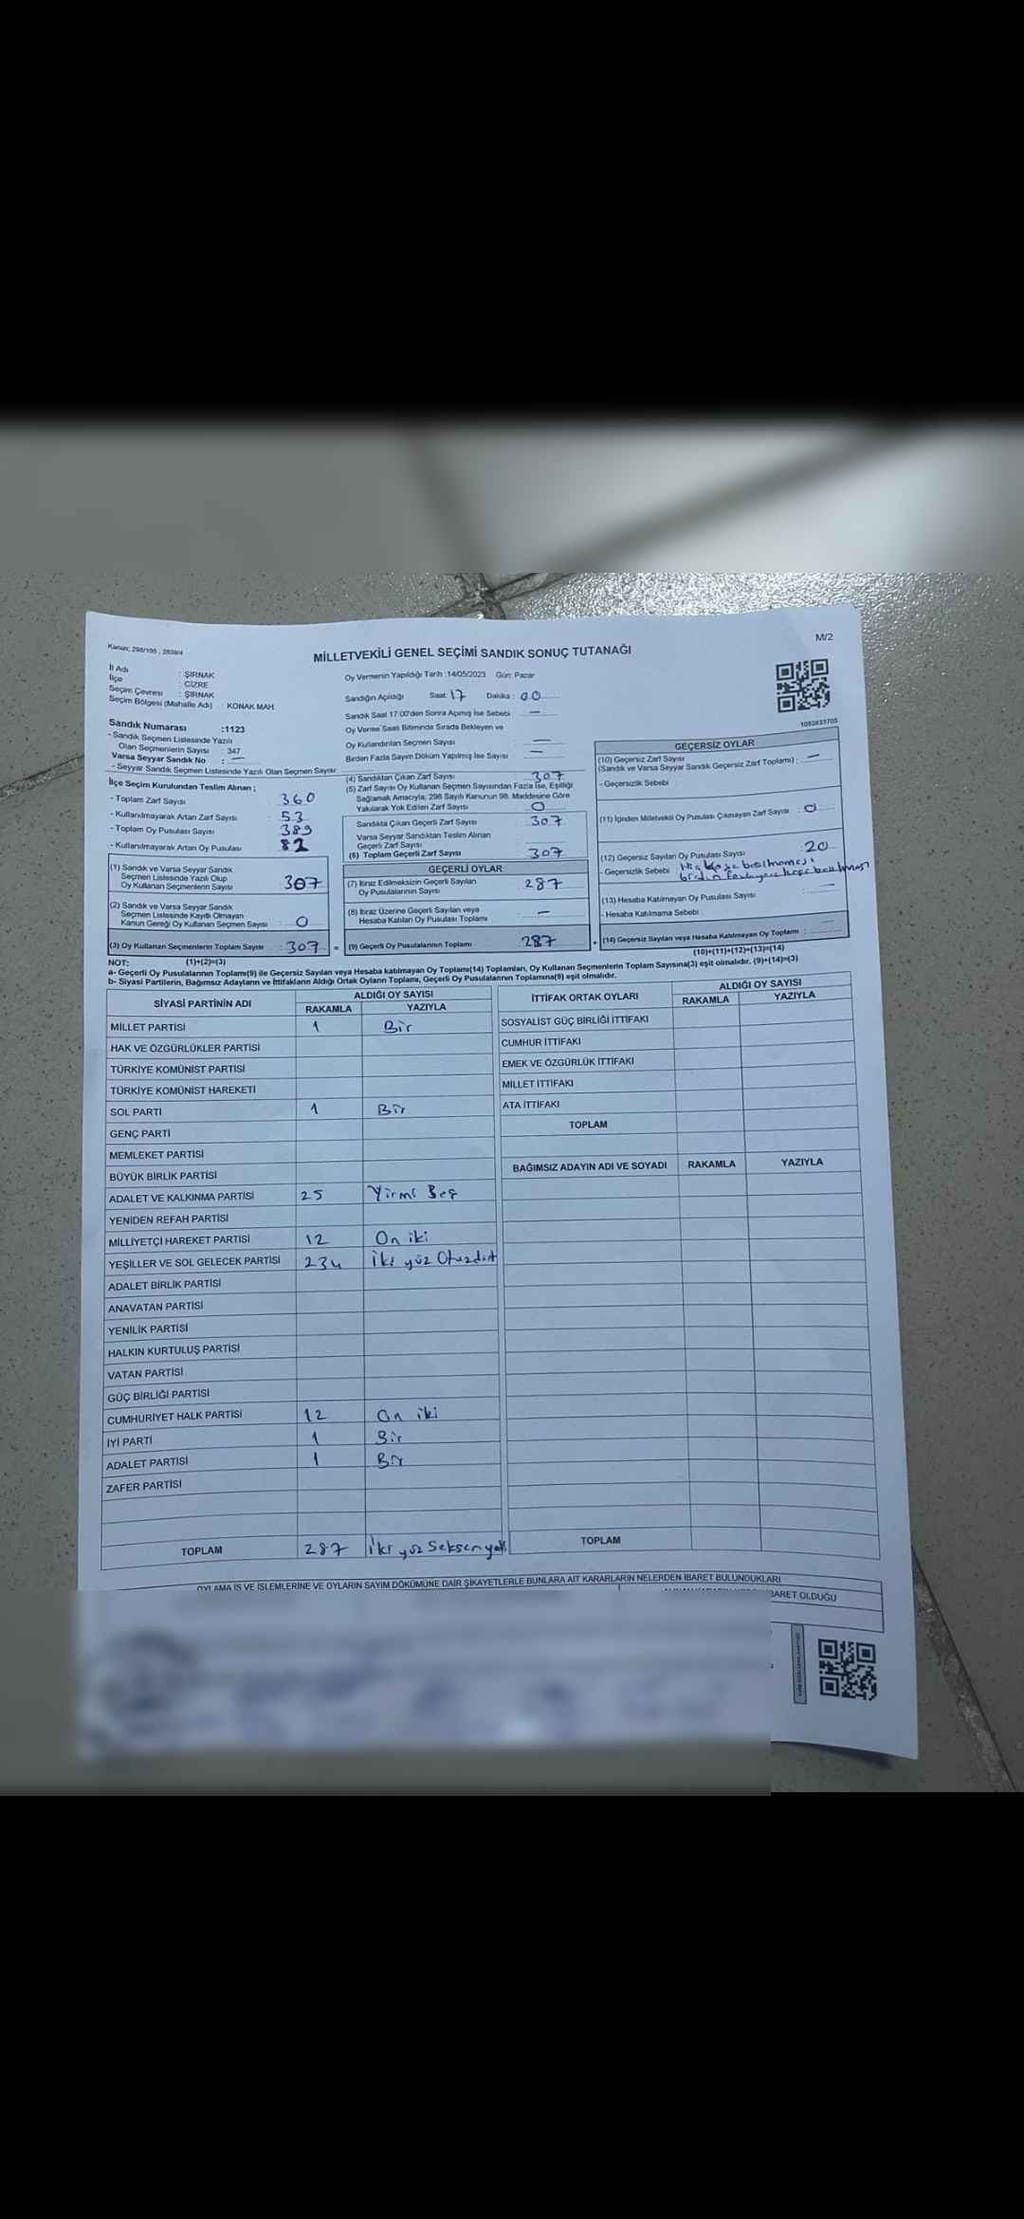 Kanun: 298/105, 2839/4
M/2
MİLLETVEKİLİ GENEL SEÇİMİ SANDIK SONUÇ TUTANAĞI
İl Adı : ŞIRNAK
İlçe : CİZRE
Seçim Çevresi : ŞIRNAK
Seçim Bölgesi (Mahalle Adı) : KONAK MAH.
Sandık Numarası :1123
- Sandık Seçmen Listesinde Yazılı
Olan Seçmenlerin Sayısı : 347
Varsa Seyyar Sandık No : —
- Seyyar Sandık Seçmen Listesinde Yazılı Olan Seçmen Sayısı
İlçe Seçim Kurulundan Teslim Alınan ;
- Toplam Zarf Sayısı 360
- Kullanılmayarak Artan Zarf Sayısı 53
- Toplam Oy Pusulası Sayısı 389
- Kullanılmayarak Artan Oy Pusulası 82
(1) Sandık ve Varsa Seyyar Sandık
Seçmen Listesinde Yazılı Olup
Oy Kullanan Seçmenlerin Sayısı 307
(2) Sandık ve Varsa Seyyar Sandık
Seçmen Listesinde Kayıtlı Olmayan
Kanun Gereği Oy Kullanan Seçmen Sayısı 0
(3) Oy Kullanan Seçmenlerin Toplam Sayısı : 307 =
Oy Vermenin Yapıldığı Tarih :14/05/2023 Gün: Pazar
Sandığın Açıldığı Saat: 17 Dakika : 00
Sandık Saat 17:00'den Sonra Açılmış İse Sebebi —
Oy Verme Saati Bitiminde Sırada Bekleyen ve
Oy Kullandırılan Seçmen Sayısı —
Birden Fazla Sayım Döküm Yapılmış İse Sayısı —
(4) Sandıktan Çıkan Zarf Sayısı 307
(5) Zarf Sayısı Oy Kullanan Seçmen Sayısından Fazla İse, Eşitliği
Sağlamak Amacıyla, 298 Sayılı Kanunun 98. Maddesine Göre
Yakılarak Yok Edilen Zarf Sayısı 0
Sandıkta Çıkan Geçerli Zarf Sayısı 307
Varsa Seyyar Sandıktan Teslim Alınan
Geçerli Zarf Sayısı
(6) Toplam Geçerli Zarf Sayısı 307
GEÇERLİ OYLAR
(7) İtiraz Edilmeksizin Geçerli Sayılan
Oy Pusulalarının Sayısı 287
(8) İtiraz Üzerine Geçerli Sayılan veya
Hesaba Katılan Oy Pusulası Toplamı —
(9) Geçerli Oy Pusulalarının Toplamı 287 +
1053833705
GEÇERSİZ OYLAR
(10) Geçersiz Zarf Sayısı
(Sandık ve Varsa Seyyar Sandık Geçersiz Zarf Toplamı) : —
- Geçersizlik Sebebi
(11) İçinden Milletvekili Oy Pusulası Çıkmayan Zarf Sayısı : 0
(12) Geçersiz Sayılan Oy Pusulası Sayısı : 20
- Geçersizlik Sebebi
(13) Hesaba Katılmayan Oy Pusulası Sayısı : —
- Hesaba Katılmama Sebebi
(14) Geçersiz Sayılan veya Hesaba Katılmayan Oy Toplamı :
NOT: (1)+(2)=(3)
(10)+(11)+(12)+(13)=(14)
a- Geçerli Oy Pusulalarının Toplamı(9) ile Geçersiz Sayılan veya Hesaba katılmayan Oy Toplamı(14) Toplamları, Oy Kullanan Seçmenlerin Toplam Sayısına(3) eşit olmalıdır. (9)+(14)=(3)
b- Siyasi Partilerin, Bağımsız Adayların ve İttifakların Aldığı Ortak Oyların Toplamı, Geçerli Oy Pusulalarının Toplamına(9) eşit olmalıdır.
SİYASİ PARTİNİN ADI ALDIĞI OY SAYISI
RAKAMLA YAZIYLA
MİLLET PARTİSİ 1 Bir
HAK VE ÖZGÜRLÜKLER PARTİSİ
TÜRKİYE KOMÜNİST PARTİSİ
TÜRKİYE KOMÜNİST HAREKETİ
SOL PARTİ 1 Bir
GENÇ PARTİ
MEMLEKET PARTİSİ
BÜYÜK BİRLİK PARTİSİ
ADALET VE KALKINMA PARTİSİ 25 Yirmi Beş
YENİDEN REFAH PARTİSİ
MİLLİYETÇİ HAREKET PARTİSİ 12 On iki
YEŞİLLER VE SOL GELECEK PARTİSİ 234 İki yüz Otuzdört
ADALET BİRLİK PARTİSİ
ANAVATAN PARTİSİ
YENİLİK PARTİSİ
HALKIN KURTULUŞ PARTİSİ
VATAN PARTİSİ
GÜÇ BİRLİĞİ PARTİSİ
CUMHURİYET HALK PARTİSİ 12 On iki
İYİ PARTİ 1 Bir
ADALET PARTİSİ 1 Bir
ZAFER PARTİSİ
TOPLAM 287 İki yüz Seksen yedi
İTTİFAK ORTAK OYLARI ALDIĞI OY SAYISI
RAKAMLA YAZIYLA
SOSYALİST GÜÇ BİRLİĞİ İTTİFAKI
CUMHUR İTTİFAKI
EMEK VE ÖZGÜRLÜK İTTİFAKI
MİLLET İTTİFAKI
ATA İTTİFAKI
TOPLAM
BAĞIMSIZ ADAYIN ADI VE SOYADI RAKAMLA YAZIYLA
TOPLAM
OYLAMA İŞ VE İŞLEMLERİNE VE OYLARIN SAYIM DÖKÜMÜNE DAİR ŞİKAYETLERLE BUNLARA AİT KARARLARIN NELERDEN İBARET BULUNDUKLARI
BARET OLDUĞU